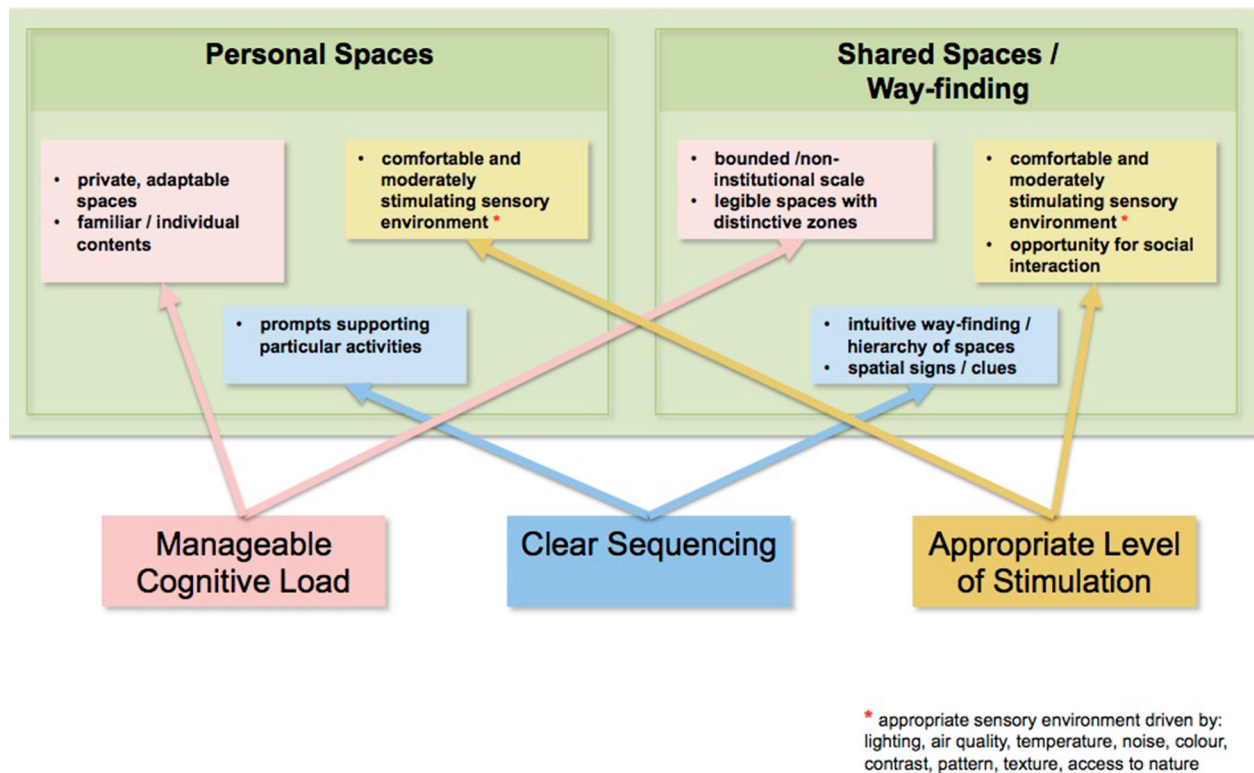 Personal Spaces
• private, adaptable
spaces
• familiar / individual
contents
• comfortable and
moderately
stimulating sensory
environment *
• prompts supporting
particular activities
Shared Spaces /
Way-finding
• bounded /non-
institutional scale
• legible spaces with
distinctive zones
• comfortable and
moderately
stimulating sensory
environment *
• opportunity for social
interaction
• intuitive way-finding /
hierarchy of spaces
• spatial signs / clues
Manageable
Cognitive Load
Clear Sequencing
Appropriate Level
of Stimulation
* appropriate sensory environment driven by:
lighting, air quality, temperature, noise, colour,
contrast, pattern, texture, access to nature